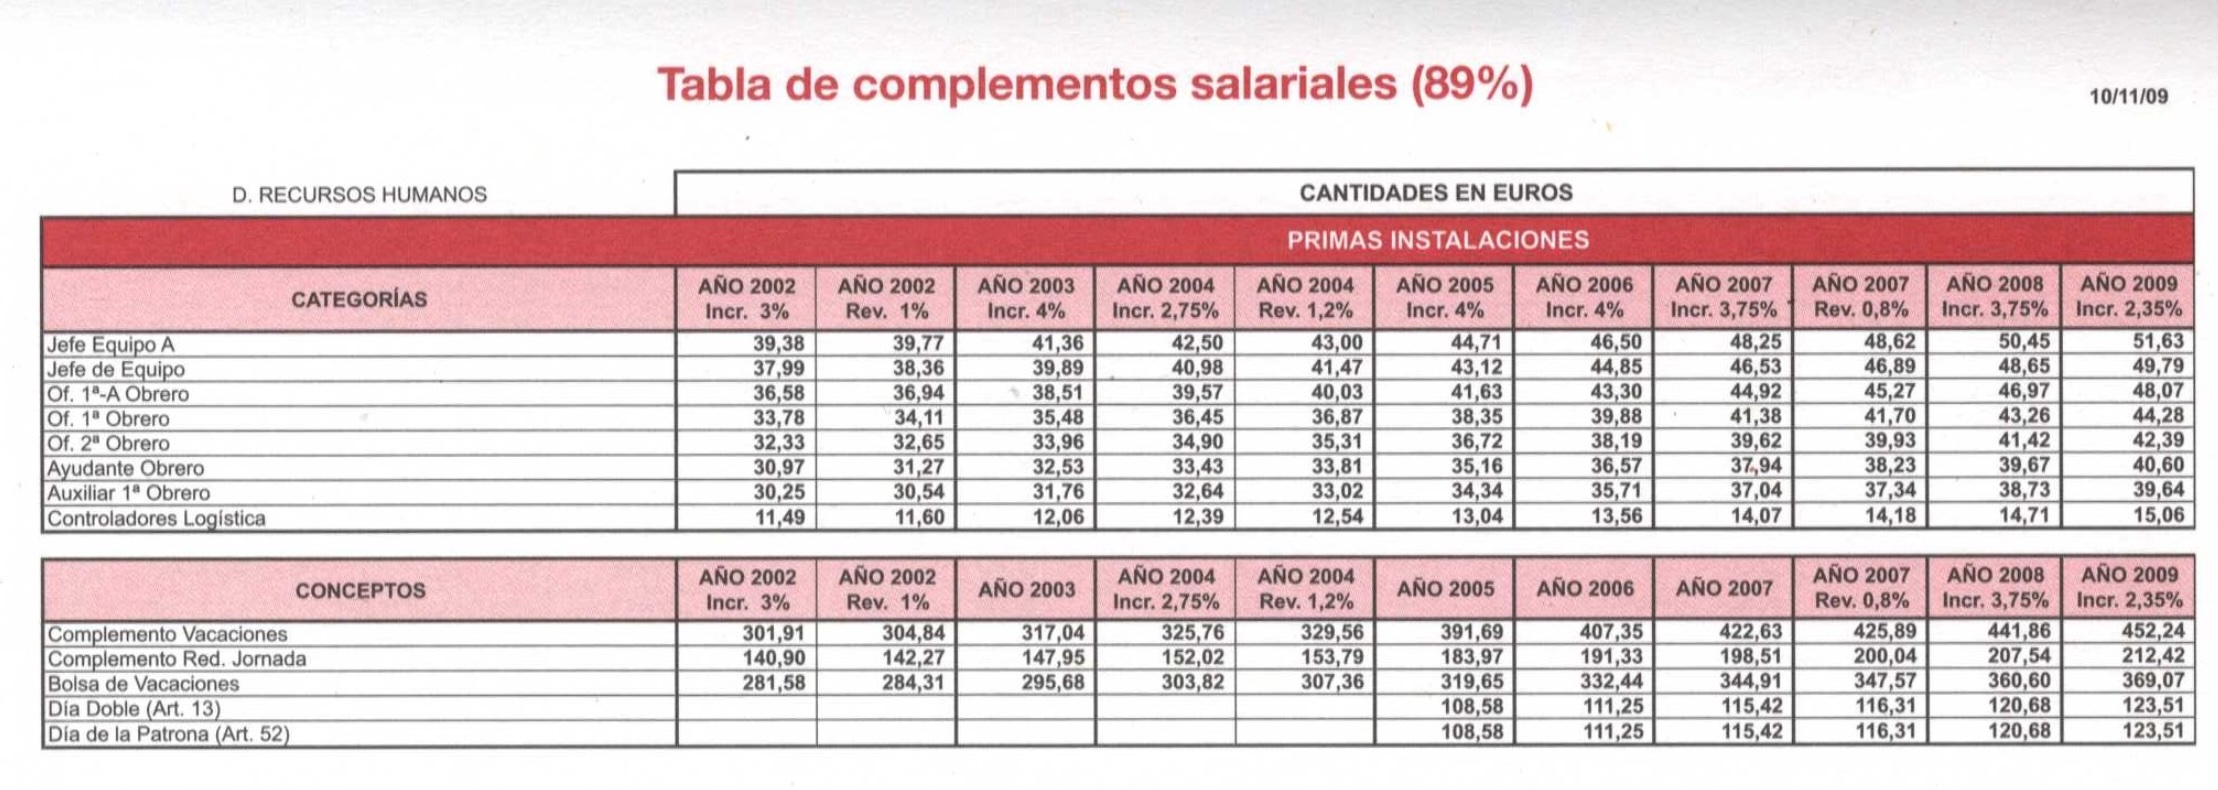 Tabla de complementos salariales (89%)
10/11/09
D. RECURSOS HUMANOS CANTIDADES EN EUROS
PRIMAS INSTALACIONES
CATEGORÍAS AÑO 2002 Incr. 3% AÑO 2002 Rev. 1% AÑO 2003 Incr. 4% AÑO 2004 Incr. 2,75% AÑO 2004 Rev. 1,2% AÑO 2005 Incr. 4% AÑO 2006 Incr. 4% AÑO 2007 Incr. 3,75% AÑO 2007 Rev. 0,8% AÑO 2008 Incr. 3,75% AÑO 2009 Incr. 2,35%
Jefe Equipo A 39,38 39,77 41,36 42,50 43,00 44,71 46,50 48,25 48,62 50,45 51,63
Jefe de Equipo 37,99 38,36 39,89 40,98 41,47 43,12 44,85 46,53 46,89 48,65 49,79
Of. 1ª-A Obrero 36,58 36,94 38,51 39,57 40,03 41,63 43,30 44,92 45,27 46,97 48,07
Of. 1ª Obrero 33,78 34,11 35,48 36,45 36,87 38,35 39,88 41,38 41,70 43,26 44,28
Of. 2ª Obrero 32,33 32,65 33,96 34,90 35,31 36,72 38,19 39,62 39,93 41,42 42,39
Ayudante Obrero 30,97 31,27 32,53 33,43 33,81 35,16 36,57 37,94 38,23 39,67 40,60
Auxiliar 1ª Obrero 30,25 30,54 31,76 32,64 33,02 34,34 35,71 37,04 37,34 38,73 39,64
Controladores Logística 11,49 11,60 12,06 12,39 12,54 13,04 13,56 14,07 14,18 14,71 15,06
CONCEPTOS AÑO 2002 Incr. 3% AÑO 2002 Rev. 1% AÑO 2003 AÑO 2004 Incr. 2,75% AÑO 2004 Rev. 1,2% AÑO 2005 AÑO 2006 AÑO 2007 AÑO 2007 Rev. 0,8% AÑO 2008 Incr. 3,75% AÑO 2009 Incr. 2,35%
Complemento Vacaciones 301,91 304,84 317,04 325,76 329,56 391,69 407,35 422,63 425,89 441,86 452,24
Complemento Red. Jornada 140,90 142,27 147,95 152,02 153,79 183,97 191,33 198,51 200,04 207,54 212,42
Bolsa de Vacaciones 281,58 284,31 295,68 303,82 307,36 319,65 332,44 344,91 347,57 360,60 369,07
Día Doble (Art. 13) 108,58 111,25 115,42 116,31 120,68 123,51
Día de la Patrona (Art. 52) 108,58 111,25 115,42 116,31 120,68 123,51